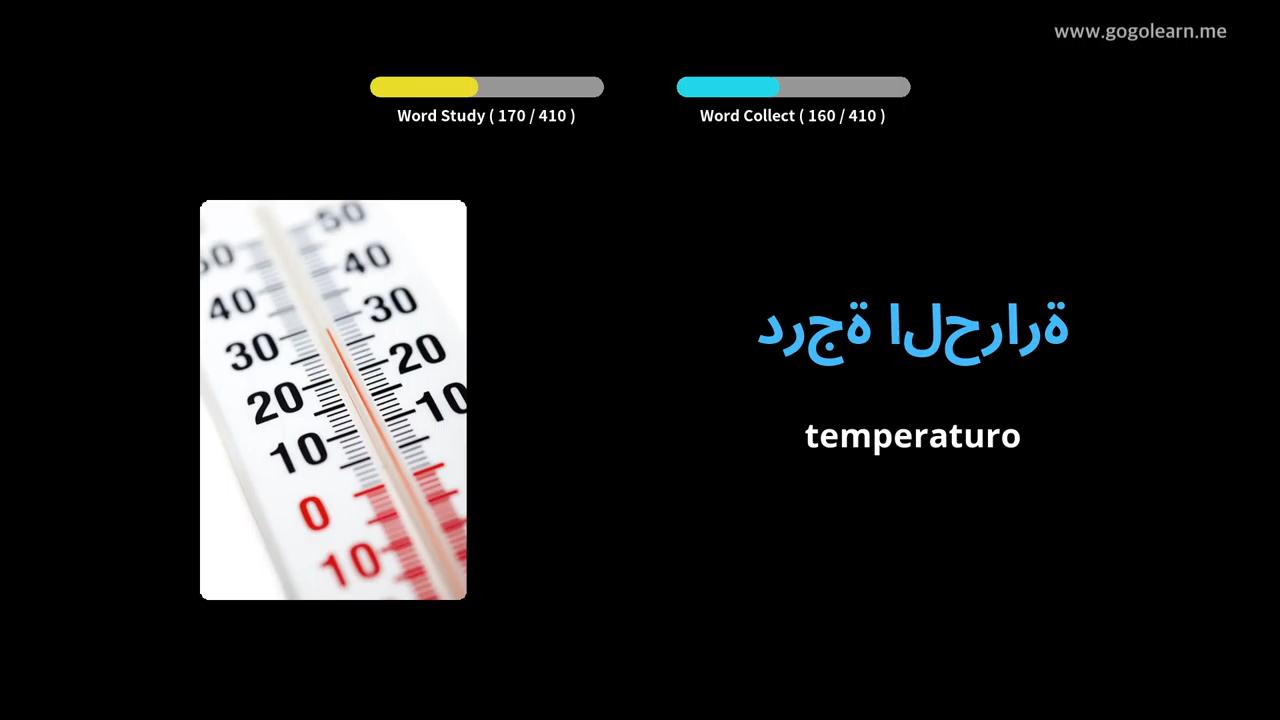 www.gogolearn.me
Word Study ( 170 / 410 )
Word Collect ( 160 / 410 )
درجة الحرارة
temperaturo
50
40
30
20
10
50
40
30
20
10
0
10